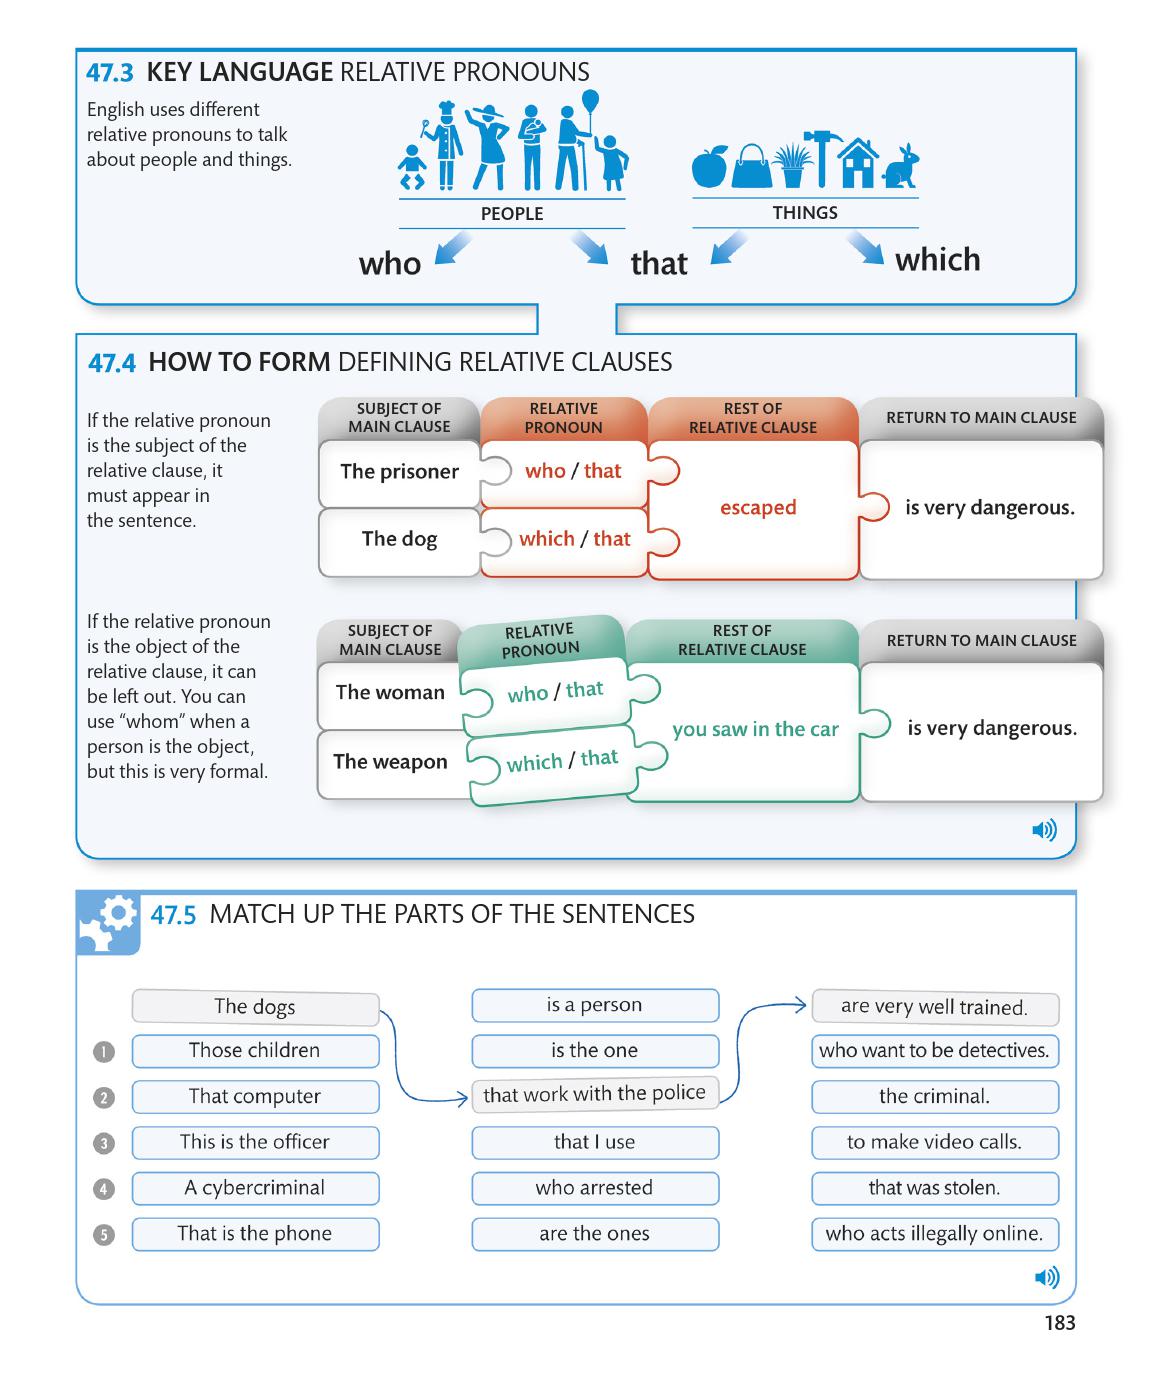 47.3 KEY LANGUAGE RELATIVE PRONOUNS
English uses different
relative pronouns to talk
about people and things.
PEOPLE
THINGS
who
that
which
47.4 HOW TO FORM DEFINING RELATIVE CLAUSES
If the relative pronoun
is the subject of the
relative clause, it
must appear in
the sentence.
SUBJECT OF
MAIN CLAUSE
RELATIVE
PRONOUN
REST OF
RELATIVE CLAUSE
RETURN TO MAIN CLAUSE
The prisoner
who / that
The dog
which / that
escaped
is very dangerous.
If the relative pronoun
is the object of the
relative clause, it can
be left out. You can
use “whom” when a
person is the object,
but this is very formal.
SUBJECT OF
MAIN CLAUSE
RELATIVE
PRONOUN
REST OF
RELATIVE CLAUSE
RETURN TO MAIN CLAUSE
The woman
who / that
The weapon
which / that
you saw in the car
is very dangerous.
47.5 MATCH UP THE PARTS OF THE SENTENCES
The dogs
is a person
are very well trained.
1 Those children
is the one
who want to be detectives.
2 That computer
that work with the police
the criminal.
3 This is the officer
that I use
to make video calls.
4 A cybercriminal
who arrested
that was stolen.
5 That is the phone
are the ones
who acts illegally online.
183